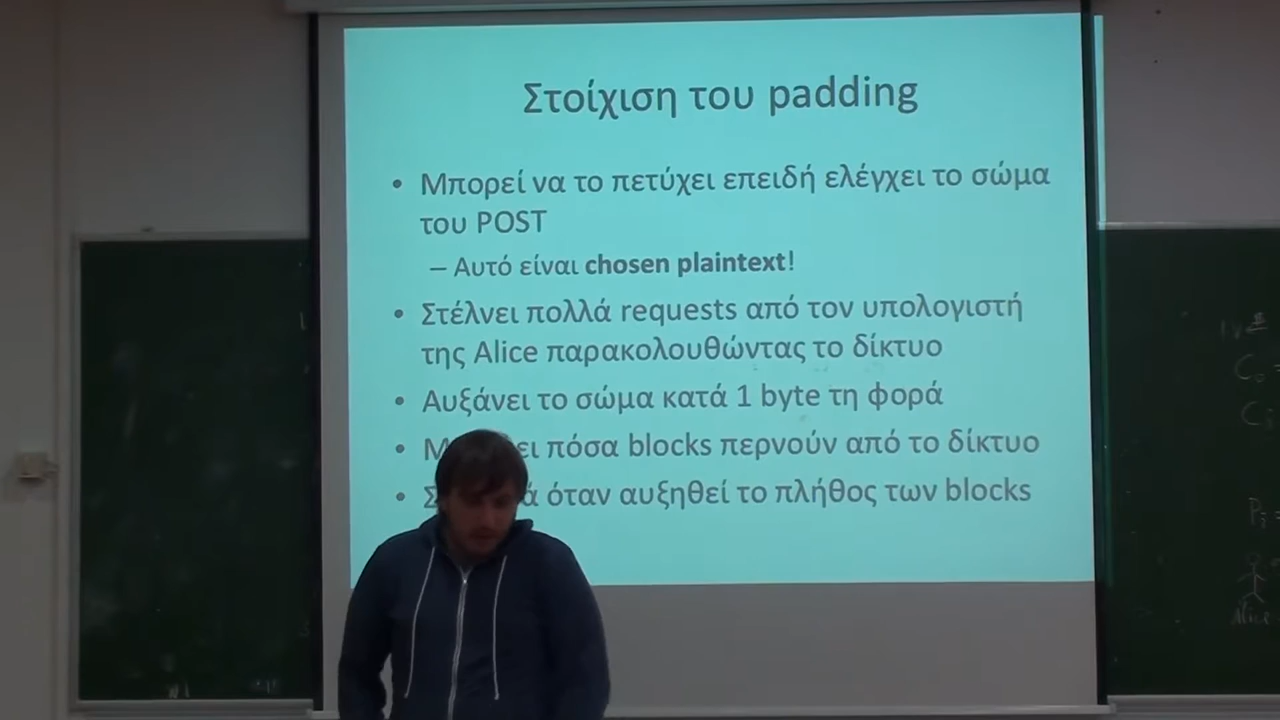 Στοίχιση του padding
• Μπορεί να το πετύχει επειδή ελέγχει το σώμα
του POST
– Αυτό είναι chosen plaintext!
• Στέλνει πολλά requests από τον υπολογιστή
της Alice παρακολουθώντας το δίκτυο
• Αυξάνει το σώμα κατά 1 byte τη φορά
• πόσα blocks περνούν από το δίκτυο
• όταν αυξηθεί το πλήθος των blocks
Alice